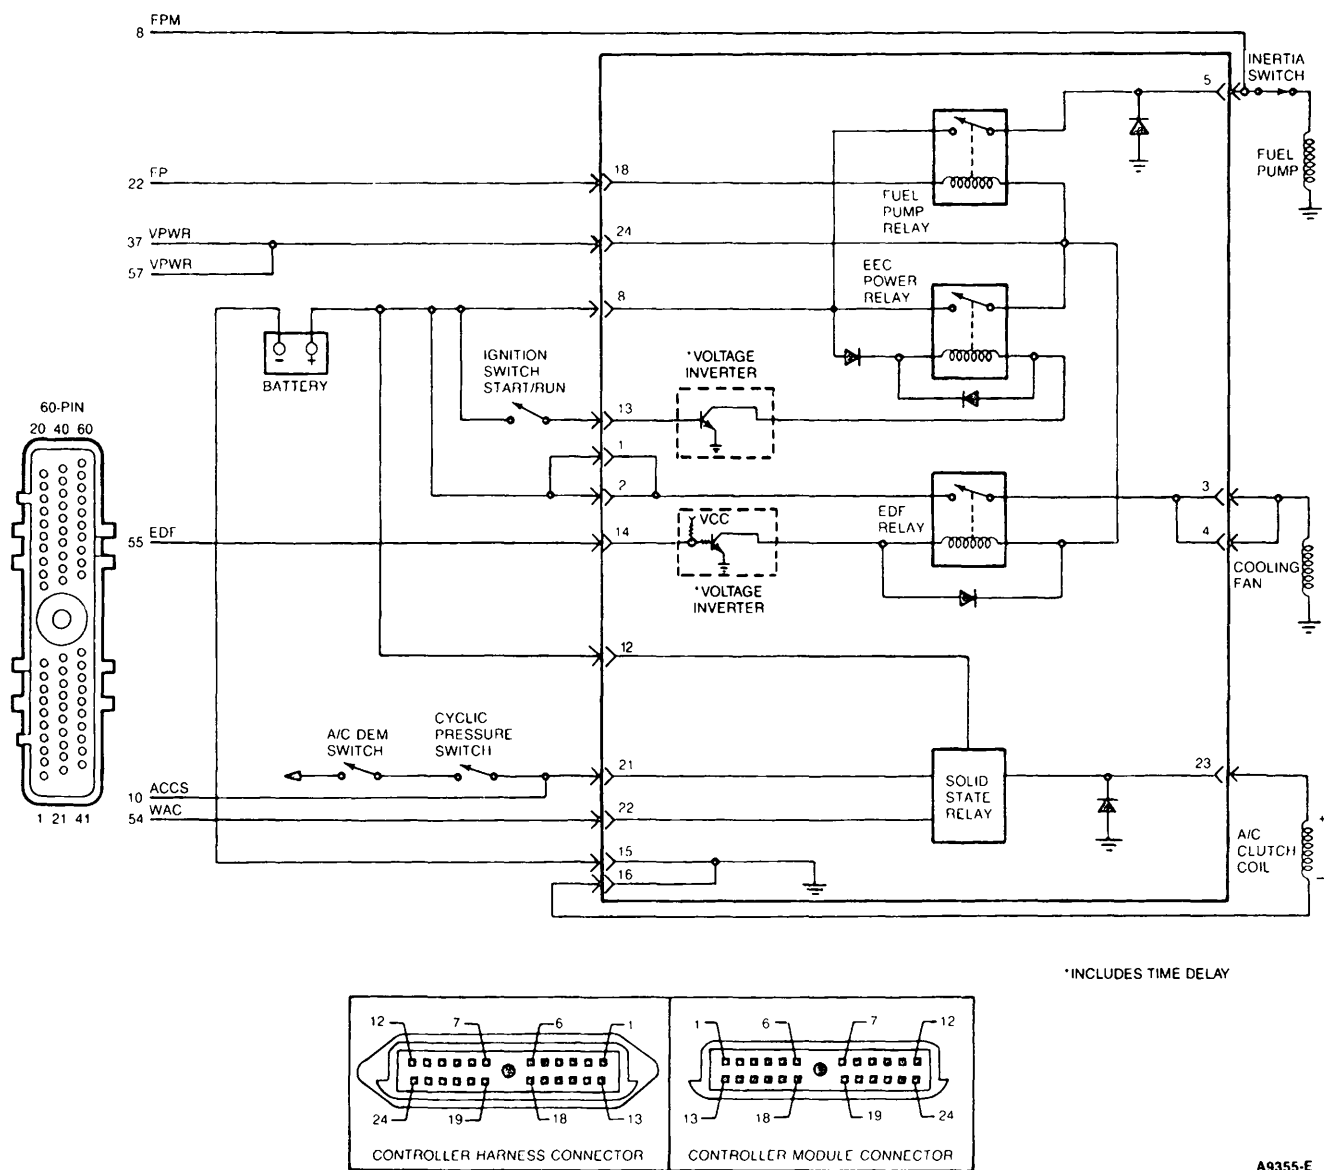 FPM
8
INERTIA
SWITCH
5
FP
22
18
FUEL
PUMP
RELAY
FUEL
PUMP
37 VPWR
24
57 VPWR
EEC
POWER
RELAY
8
- +
BATTERY
IGNITION
SWITCH
START/RUN
*VOLTAGE
INVERTER
13
1
2
3
60-PIN
20 40 60
EDF
RELAY
VCC
55 EDF
14
4
COOLING
FAN
*VOLTAGE
INVERTER
12
A/C DEM
SWITCH
CYCLIC
PRESSURE
SWITCH
21
SOLID
STATE
RELAY
23
10 ACCS
54 WAC
22
1 21 41
+
A/C
CLUTCH
COIL
-
15
16
*INCLUDES TIME DELAY
12 7 6 1
24 19 18 13
CONTROLLER HARNESS CONNECTOR
1 6 7 12
13 18 19 24
CONTROLLER MODULE CONNECTOR
A9355-E